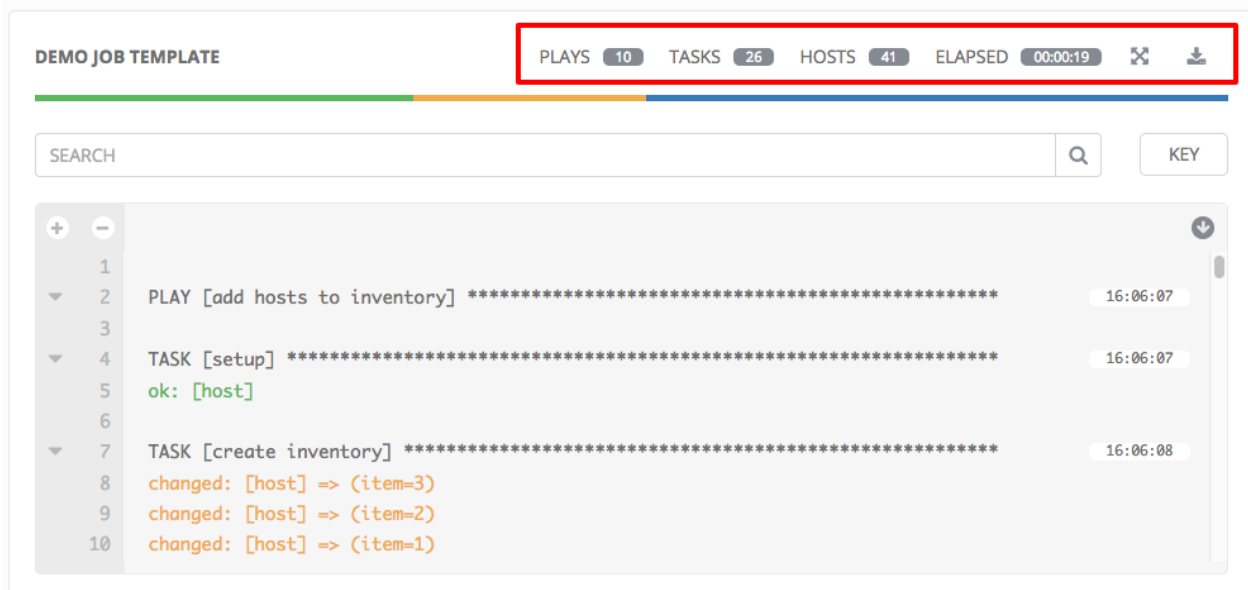 DEMO JOB TEMPLATE PLAYS 10 TASKS 26 HOSTS 41 ELAPSED 00:00:19
SEARCH KEY
1
2 PLAY [add hosts to inventory] ************************************************** 16:06:07
3
4 TASK [setup] ******************************************************************* 16:06:07
5 ok: [host]
6
7 TASK [create inventory] ******************************************************** 16:06:08
8 changed: [host] => (item=3)
9 changed: [host] => (item=2)
10 changed: [host] => (item=1)